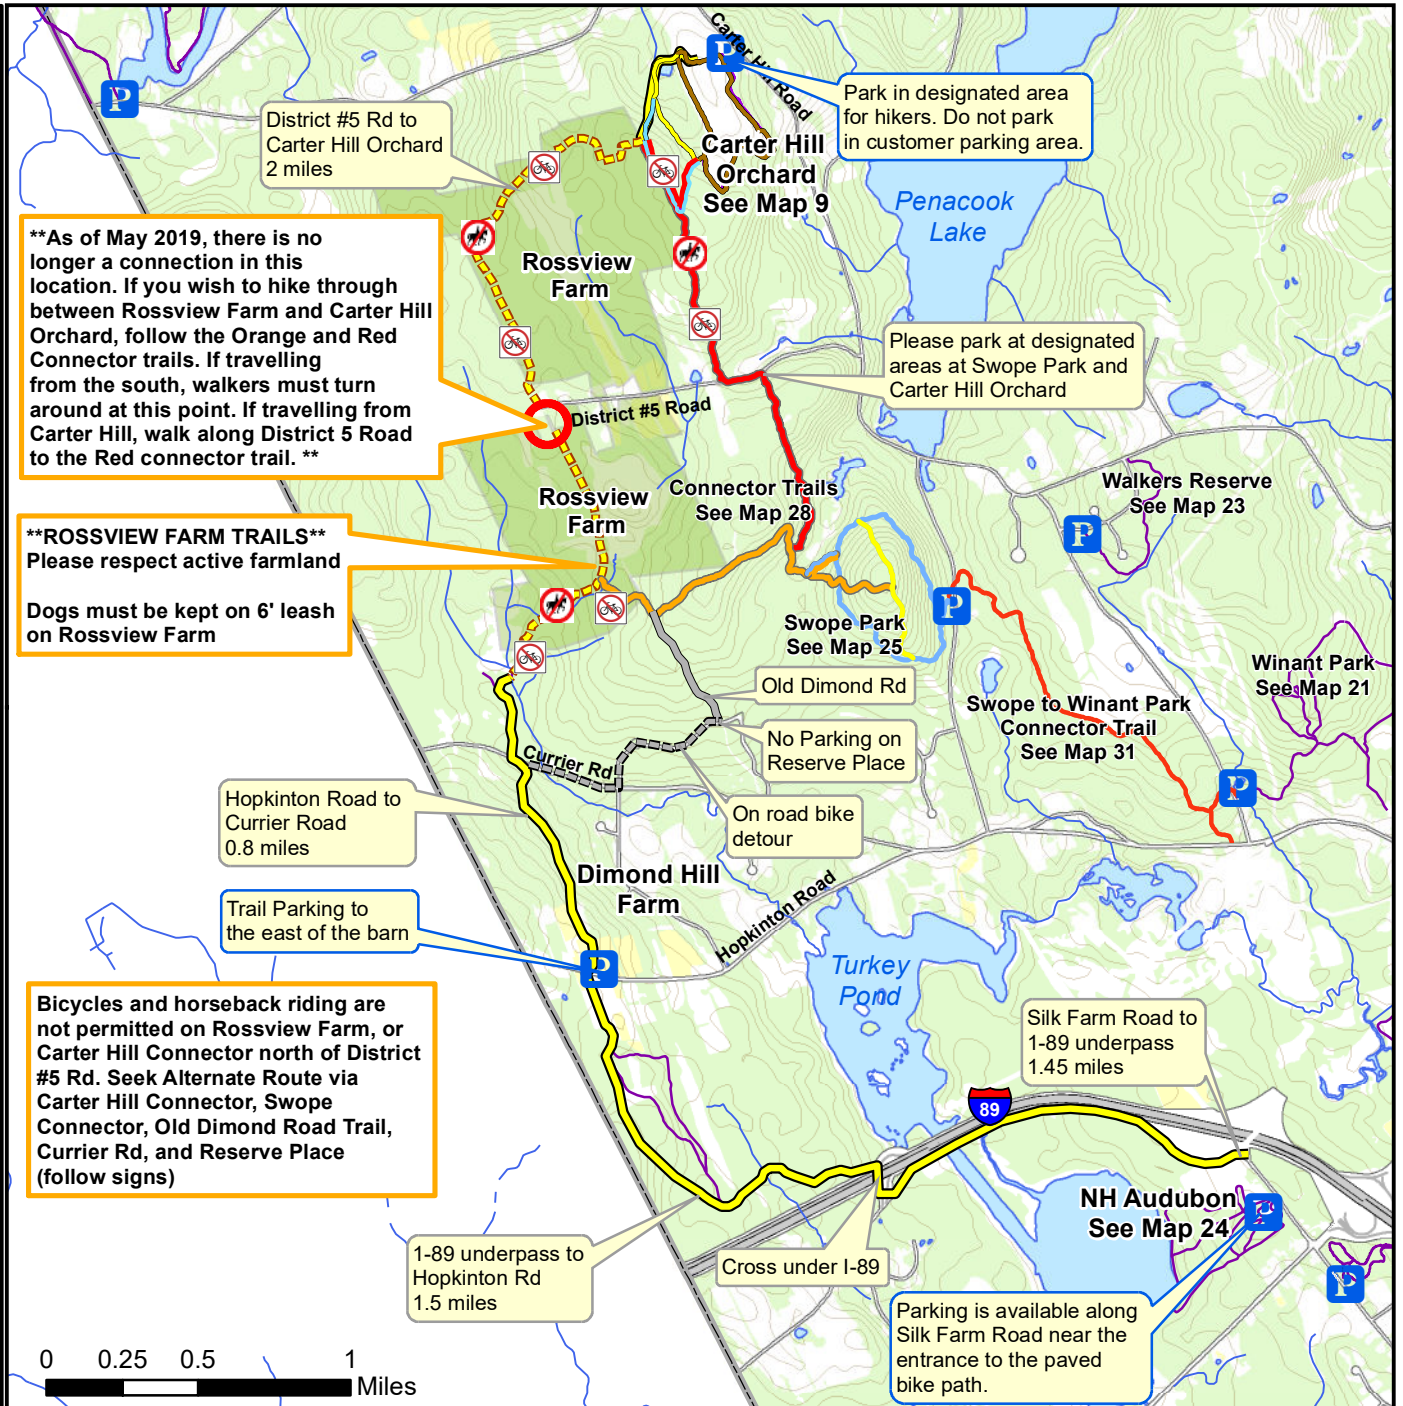 Carter Hill Road
P
P
Park in designated area
for hikers. Do not park
in customer parking area.
District #5 Rd to
Carter Hill Orchard
2 miles
Carter Hill
Orchard
See Map 9
Penacook
Lake
**As of May 2019, there is no
longer a connection in this
location. If you wish to hike through
between Rossview Farm and Carter Hill
Orchard, follow the Orange and Red
Connector trails. If travelling
from the south, walkers must turn
around at this point. If travelling from
Carter Hill, walk along District 5 Road
to the Red connector trail. **
Rossview
Farm
Please park at designated
areas at Swope Park and
Carter Hill Orchard
District #5 Road
Rossview
Farm
Connector Trails
See Map 28
Walkers Reserve
See Map 23
P
**ROSSVIEW FARM TRAILS**
Please respect active farmland
Dogs must be kept on 6' leash
on Rossview Farm
P
Swope Park
See Map 25
Winant Park
See Map 21
Old Dimond Rd
Swope to Winant Park
Connector Trail
See Map 31
No Parking on
Reserve Place
Currier Rd
P
Hopkinton Road to
Currier Road
0.8 miles
On road bike
detour
Dimond Hill
Farm
Hopkinton Road
Trail Parking to
the east of the barn
P
Turkey
Pond
Bicycles and horseback riding are
not permitted on Rossview Farm, or
Carter Hill Connector north of District
#5 Rd. Seek Alternate Route via
Carter Hill Connector, Swope
Connector, Old Dimond Road Trail,
Currier Rd, and Reserve Place
(follow signs)
Silk Farm Road to
1-89 underpass
1.45 miles
89
NH Audubon
See Map 24
P
1-89 underpass to
Hopkinton Rd
1.5 miles
Cross under I-89
P
Parking is available along
Silk Farm Road near the
entrance to the paved
bike path.
0 0.25 0.5 1
Miles